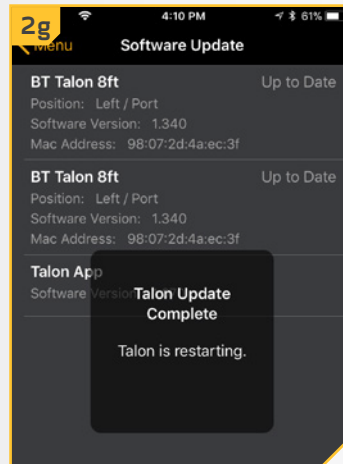 2g
4:10 PM
61%
Menu
Software Update
BT Talon 8ft
Up to Date
Position: Left / Port
Software Version: 1.340
Mac Address: 98:07:2d:4a:ec:3f
BT Talon 8ft
Up to Date
Position: Left / Port
Software Version: 1.340
Mac Address: 98:07:2d:4a:ec:3f
Talon App
Software Version
Talon Update
Complete
Talon is restarting.